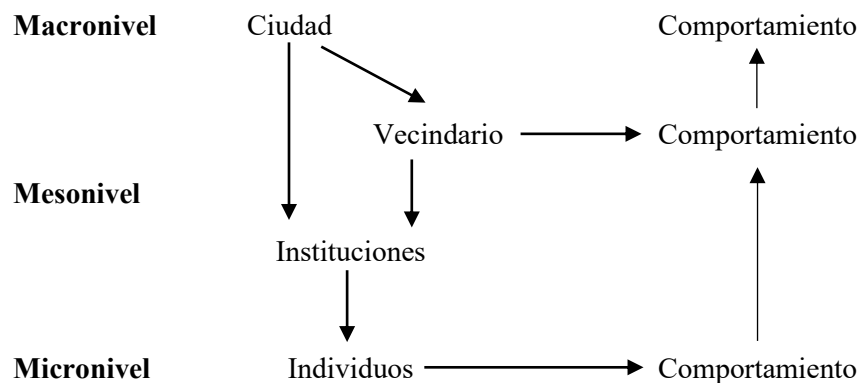 Macronivel Ciudad Comportamiento
Vecindario Comportamiento
Mesonivel
Instituciones
Micronivel Individuos Comportamiento